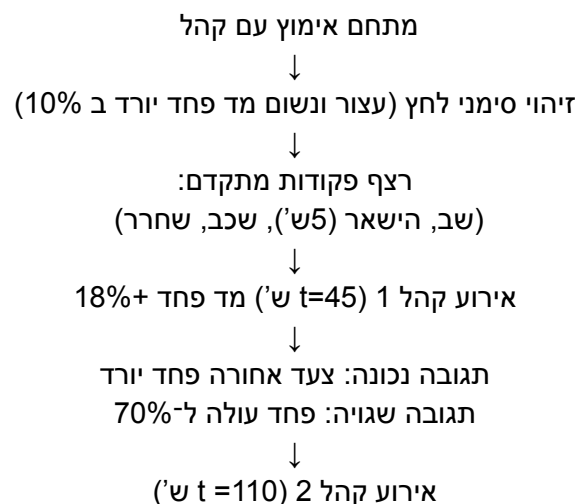 מתחם אימוץ עם קהל
↓
זיהוי סימני לחץ (עצור ונשום מד פחד יורד ב 10%)
↓
רצף פקודות מתקדם:
(שב, הישאר (5ש'), שכב, שחרר)
↓
אירוע קהל 1 (t=45 ש') מד פחד +18%
↓
תגובה נכונה: צעד אחורה פחד יורד
תגובה שגויה: פחד עולה ל־70%
↓
אירוע קהל 2 (t =110 ש')